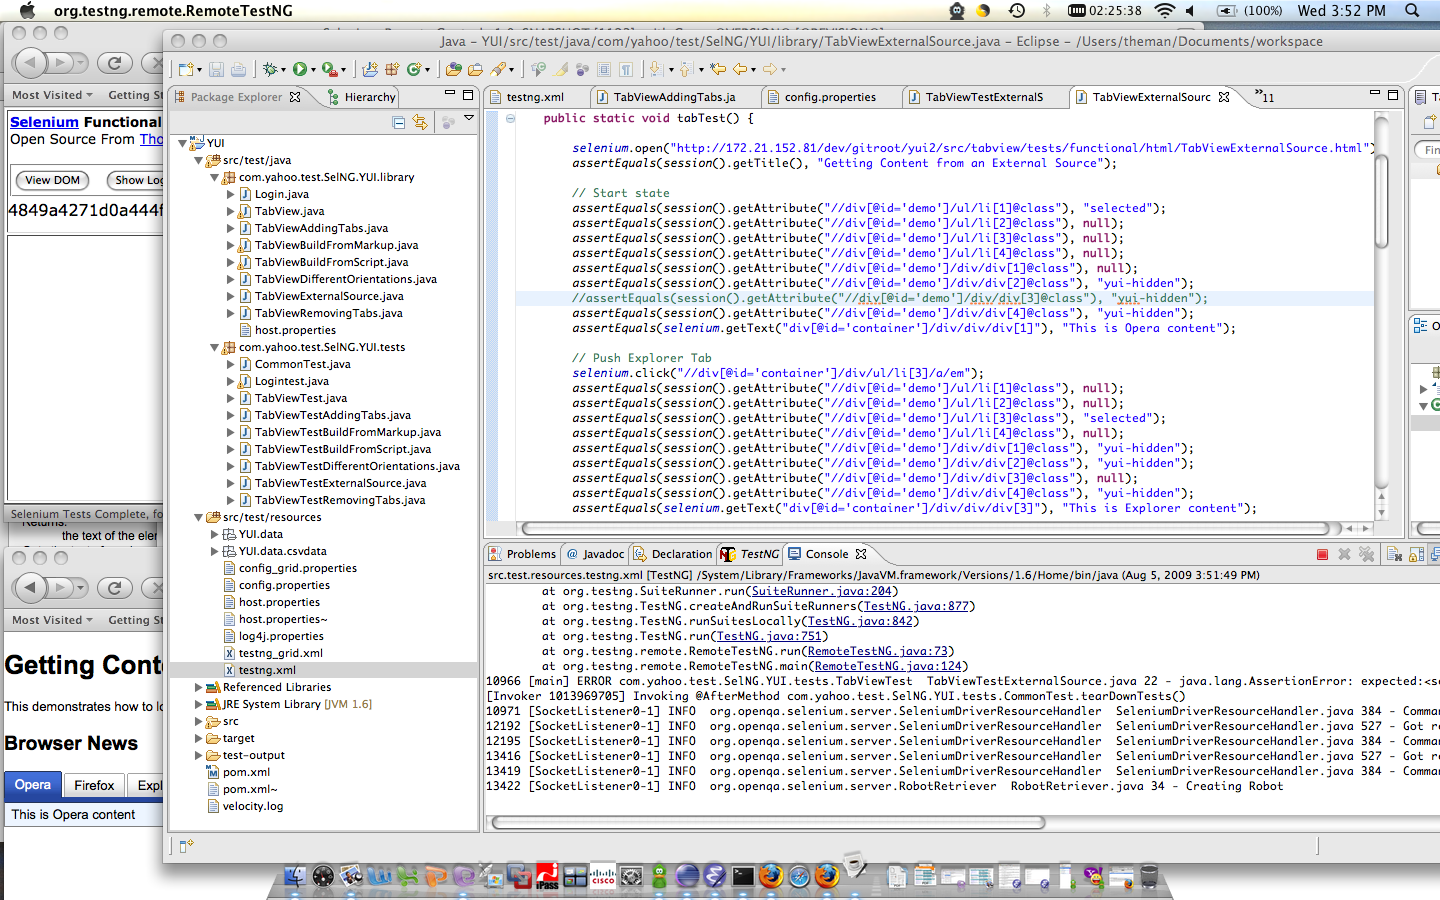 org.testng.remote.RemoteTestNG
02:25:38
(100%)
Wed 3:52 PM
Java – YUI/src/test/java/com/yahoo/test/SelNG/YUI/library/TabViewExternalSource.java – Eclipse – /Users/theman/Documents/workspace
Most Visited
Getting St
Selenium Functional
Open Source From Tho
View DOM
Show Log
4849a4271d0a444f
Selenium Tests Complete, fo
Returns:
the text of the elem
Most Visited
Getting St
Getting Conte
This demonstrates how to lo
Browser News
Opera
Firefox
Expl
This is Opera content
Package Explorer
Hierarchy
YUI
src/test/java
com.yahoo.test.SelNG.YUI.library
Login.java
TabView.java
TabViewAddingTabs.java
TabViewBuildFromMarkup.java
TabViewBuildFromScript.java
TabViewDifferentOrientations.java
TabViewExternalSource.java
TabViewRemovingTabs.java
host.properties
com.yahoo.test.SelNG.YUI.tests
CommonTest.java
Logintest.java
TabViewTest.java
TabViewTestAddingTabs.java
TabViewTestBuildFromMarkup.java
TabViewTestBuildFromScript.java
TabViewTestDifferentOrientations.java
TabViewTestExternalSource.java
TabViewTestRemovingTabs.java
src/test/resources
YUI.data
YUI.data.csvdata
config_grid.properties
config.properties
host.properties
host.properties~
log4j.properties
testng_grid.xml
testng.xml
Referenced Libraries
JRE System Library [JVM 1.6]
src
target
test-output
pom.xml
pom.xml~
velocity.log
testng.xml
TabViewAddingTabs.ja
config.properties
TabViewTestExternalS
TabViewExternalSourc
»11
public static void tabTest() {
selenium.open("http://172.21.152.81/dev/gitroot/yui2/src/tabview/tests/functional/html/TabViewExternalSource.html")
assertEquals(session().getTitle(), "Getting Content from an External Source");
// Start state
assertEquals(session().getAttribute("//div[@id='demo']/ul/li[1]@class"), "selected");
assertEquals(session().getAttribute("//div[@id='demo']/ul/li[2]@class"), null);
assertEquals(session().getAttribute("//div[@id='demo']/ul/li[3]@class"), null);
assertEquals(session().getAttribute("//div[@id='demo']/ul/li[4]@class"), null);
assertEquals(session().getAttribute("//div[@id='demo']/div/div[1]@class"), null);
assertEquals(session().getAttribute("//div[@id='demo']/div/div[2]@class"), "yui-hidden");
//assertEquals(session().getAttribute("//div[@id='demo']/div/div[3]@class"), "yui-hidden");
assertEquals(session().getAttribute("//div[@id='demo']/div/div[4]@class"), "yui-hidden");
assertEquals(selenium.getText("div[@id='container']/div/div/div[1]"), "This is Opera content");
// Push Explorer Tab
selenium.click("//div[@id='container']/div/ul/li[3]/a/em");
assertEquals(session().getAttribute("//div[@id='demo']/ul/li[1]@class"), null);
assertEquals(session().getAttribute("//div[@id='demo']/ul/li[2]@class"), null);
assertEquals(session().getAttribute("//div[@id='demo']/ul/li[3]@class"), "selected");
assertEquals(session().getAttribute("//div[@id='demo']/ul/li[4]@class"), null);
assertEquals(session().getAttribute("//div[@id='demo']/div/div[1]@class"), "yui-hidden");
assertEquals(session().getAttribute("//div[@id='demo']/div/div[2]@class"), "yui-hidden");
assertEquals(session().getAttribute("//div[@id='demo']/div/div[3]@class"), null);
assertEquals(session().getAttribute("//div[@id='demo']/div/div[4]@class"), "yui-hidden");
assertEquals(selenium.getText("div[@id='container']/div/div/div[3]"), "This is Explorer content");
Fin
Problems
@ Javadoc
Declaration
TestNG
Console
src.test.resources.testng.xml [TestNG] /System/Library/Frameworks/JavaVM.framework/Versions/1.6/Home/bin/java (Aug 5, 2009 3:51:49 PM)
at org.testng.SuiteRunner.run(SuiteRunner.java:204)
at org.testng.TestNG.createAndRunSuiteRunners(TestNG.java:877)
at org.testng.TestNG.runSuitesLocally(TestNG.java:842)
at org.testng.TestNG.run(TestNG.java:751)
at org.testng.remote.RemoteTestNG.run(RemoteTestNG.java:73)
at org.testng.remote.RemoteTestNG.main(RemoteTestNG.java:124)
10966 [main] ERROR com.yahoo.test.SelNG.YUI.tests.TabViewTest TabViewTestExternalSource.java 22 - java.lang.AssertionError: expected:<se
[Invoker 1013969705] Invoking @AfterMethod com.yahoo.test.SelNG.YUI.tests.CommonTest.tearDownTests()
10971 [SocketListener0-1] INFO org.openqa.selenium.server.SeleniumDriverResourceHandler SeleniumDriverResourceHandler.java 384 - Comma
12192 [SocketListener0-1] INFO org.openqa.selenium.server.SeleniumDriverResourceHandler SeleniumDriverResourceHandler.java 527 - Got re
12195 [SocketListener0-1] INFO org.openqa.selenium.server.SeleniumDriverResourceHandler SeleniumDriverResourceHandler.java 384 - Comma
13416 [SocketListener0-1] INFO org.openqa.selenium.server.SeleniumDriverResourceHandler SeleniumDriverResourceHandler.java 527 - Got re
13419 [SocketListener0-1] INFO org.openqa.selenium.server.SeleniumDriverResourceHandler SeleniumDriverResourceHandler.java 384 - Comma
13422 [SocketListener0-1] INFO org.openqa.selenium.server.RobotRetriever RobotRetriever.java 34 - Creating Robot
iPass
CISCO